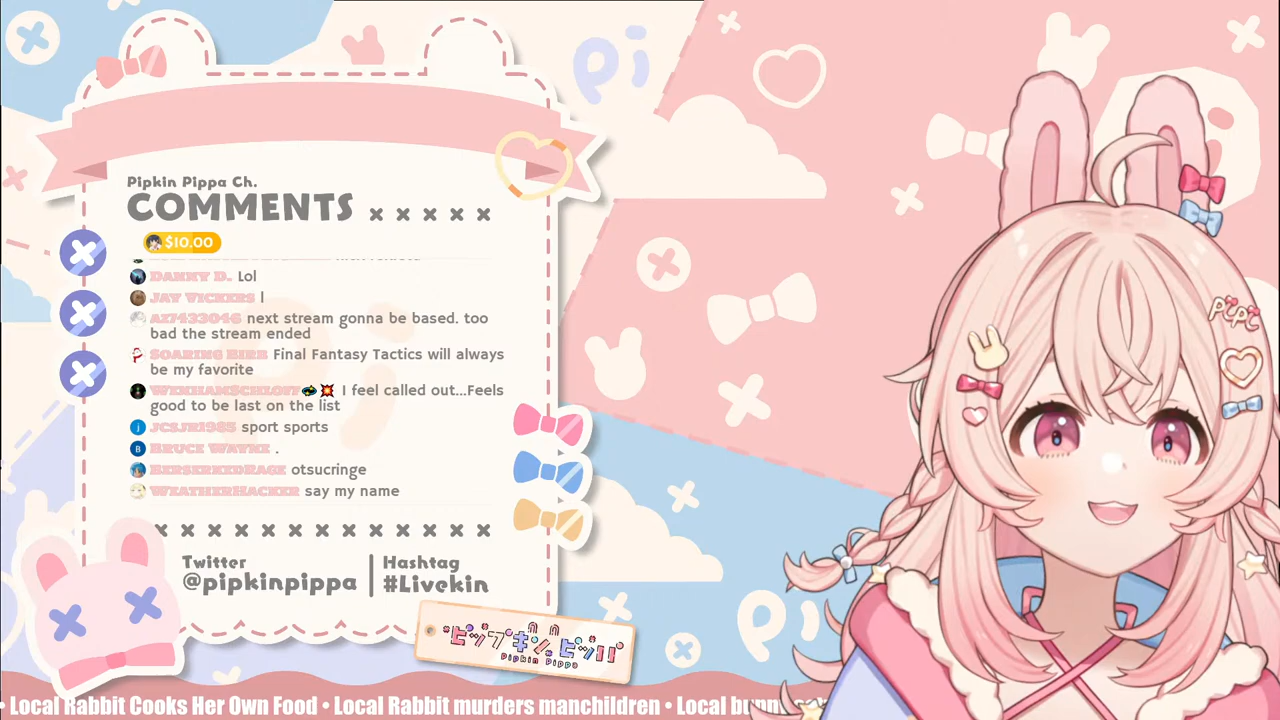 Pipkin Pippa Ch.
COMMENTS
$10.00
Danny D. Lol
Jay Vickers l
az7433046 next stream gonna be based. too
bad the stream ended
Soaring Birb Final Fantasy Tactics will always
be my favorite
I feel called out...Feels
good to be last on the list
jcsjr1985 sport sports
Bruce Wayne .
BerserkedRage otsucringe
WeatherHacker say my name
Twitter
@pipkinpippa
Hashtag
#Livekin
ピップキン ピッパ
Pipkin Pippa
pipi
pi
pi
• Local Rabbit Cooks Her Own Food • Local Rabbit murders manchildren • Local